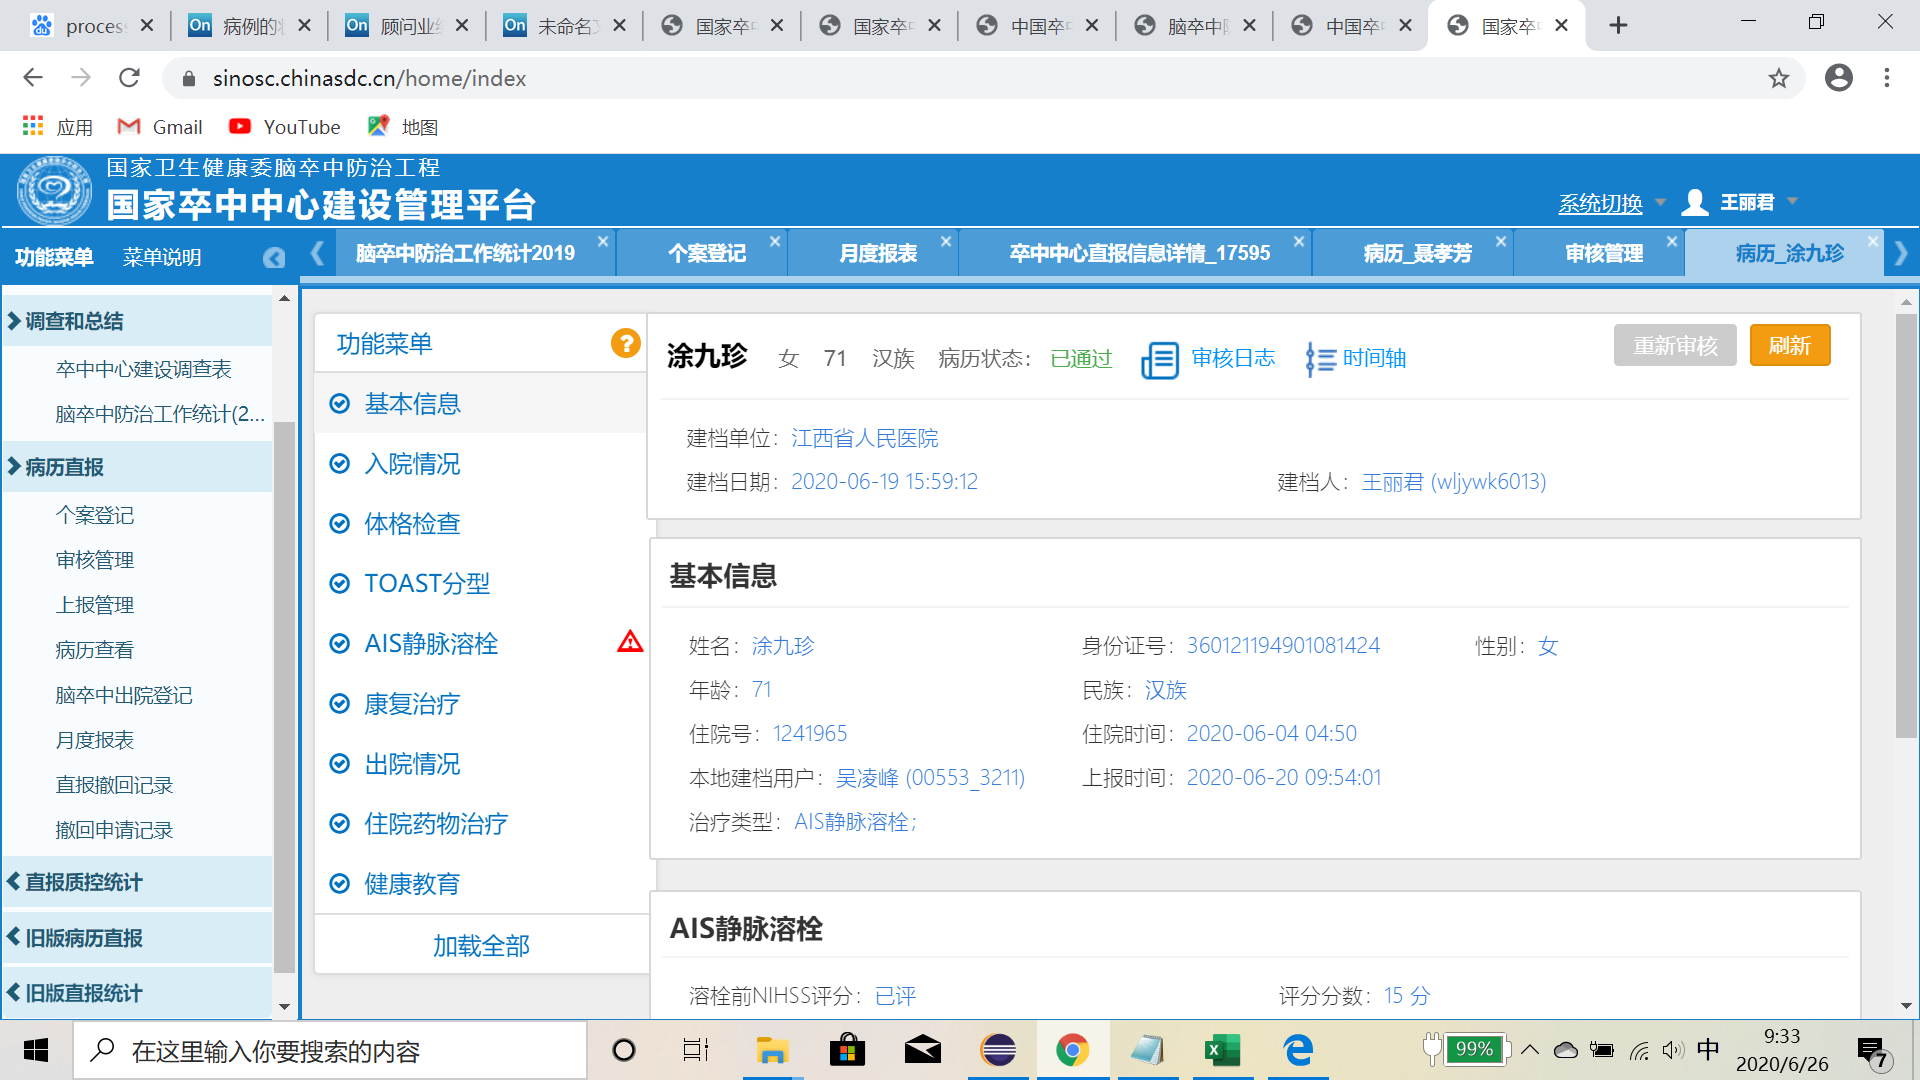 process
病例的
顾问业
未命名
国家卒
国家卒
中国卒
脑卒中
中国卒
国家卒
sinosc.chinasdc.cn/home/index
应用 Gmail YouTube 地图
国家卫生健康委脑卒中防治工程
国家卒中中心建设管理平台
系统切换 王丽君
功能菜单 菜单说明
脑卒中防治工作统计2019 个案登记 月度报表 卒中中心直报信息详情_17595 病历_聂孝芳 审核管理 病历_涂九珍
调查和总结
卒中中心建设调查表
脑卒中防治工作统计(2...
病历直报
个案登记
审核管理
上报管理
病历查看
脑卒中出院登记
月度报表
直报撤回记录
撤回申请记录
直报质控统计
旧版病历直报
旧版直报统计
功能菜单 ?
基本信息
入院情况
体格检查
TOAST分型
AIS静脉溶栓
康复治疗
出院情况
住院药物治疗
健康教育
加载全部
涂九珍 女 71 汉族 病历状态： 已通过 审核日志 时间轴 重新审核 刷新
建档单位： 江西省人民医院
建档日期： 2020-06-19 15:59:12 建档人： 王丽君 (wljywk6013)
基本信息
姓名： 涂九珍 身份证号： 360121194901081424 性别： 女
年龄： 71 民族： 汉族
住院号： 1241965 住院时间： 2020-06-04 04:50
本地建档用户： 吴凌峰 (00553_3211) 上报时间： 2020-06-20 09:54:01
治疗类型： AIS静脉溶栓;
AIS静脉溶栓
溶栓前NIHSS评分： 已评 评分分数： 15 分
在这里输入你要搜索的内容
99%
中
9:33
2020/6/26
7